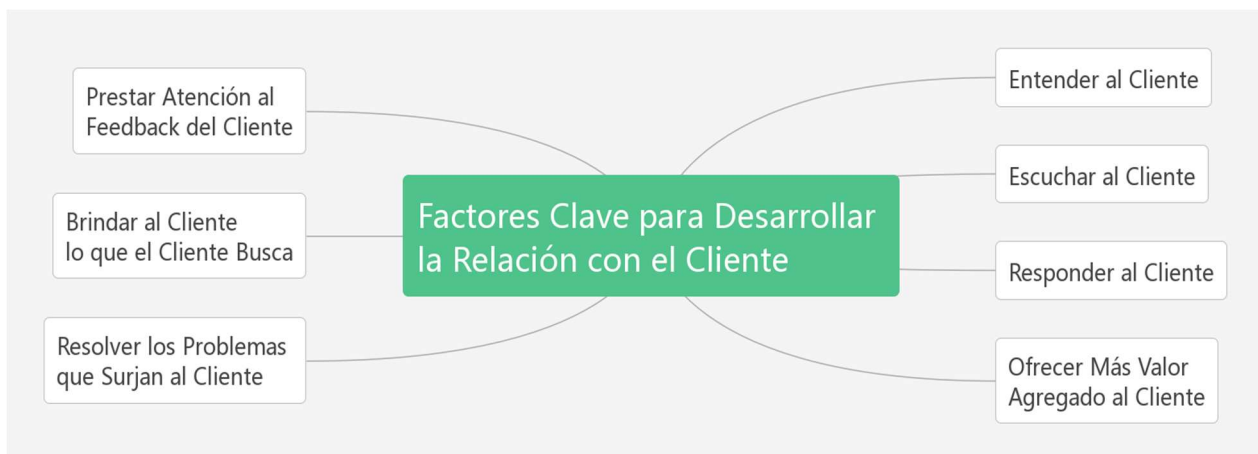 Factores Clave para Desarrollar
la Relación con el Cliente
Entender al Cliente
Escuchar al Cliente
Responder al Cliente
Ofrecer Más Valor
Agregado al Cliente
Prestar Atención al
Feedback del Cliente
Brindar al Cliente
lo que el Cliente Busca
Resolver los Problemas
que Surjan al Cliente